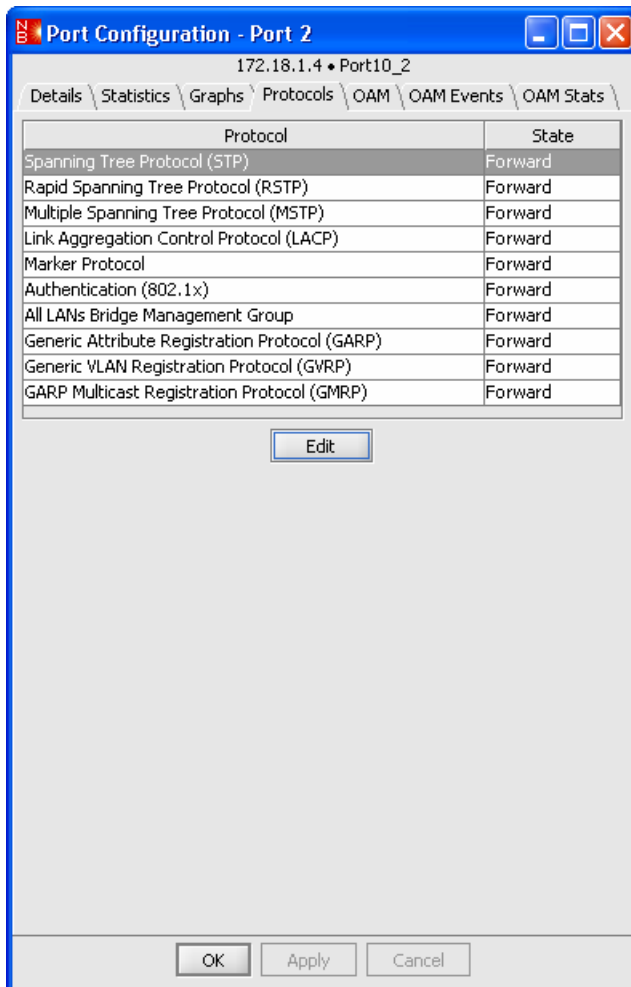 NB Port Configuration - Port 2
172.18.1.4 • Port10_2
Details Statistics Graphs Protocols OAM OAM Events OAM Stats
Protocol State
Spanning Tree Protocol (STP) Forward
Rapid Spanning Tree Protocol (RSTP) Forward
Multiple Spanning Tree Protocol (MSTP) Forward
Link Aggregation Control Protocol (LACP) Forward
Marker Protocol Forward
Authentication (802.1x) Forward
All LANs Bridge Management Group Forward
Generic Attribute Registration Protocol (GARP) Forward
Generic VLAN Registration Protocol (GVRP) Forward
GARP Multicast Registration Protocol (GMRP) Forward
Edit
OK Apply Cancel